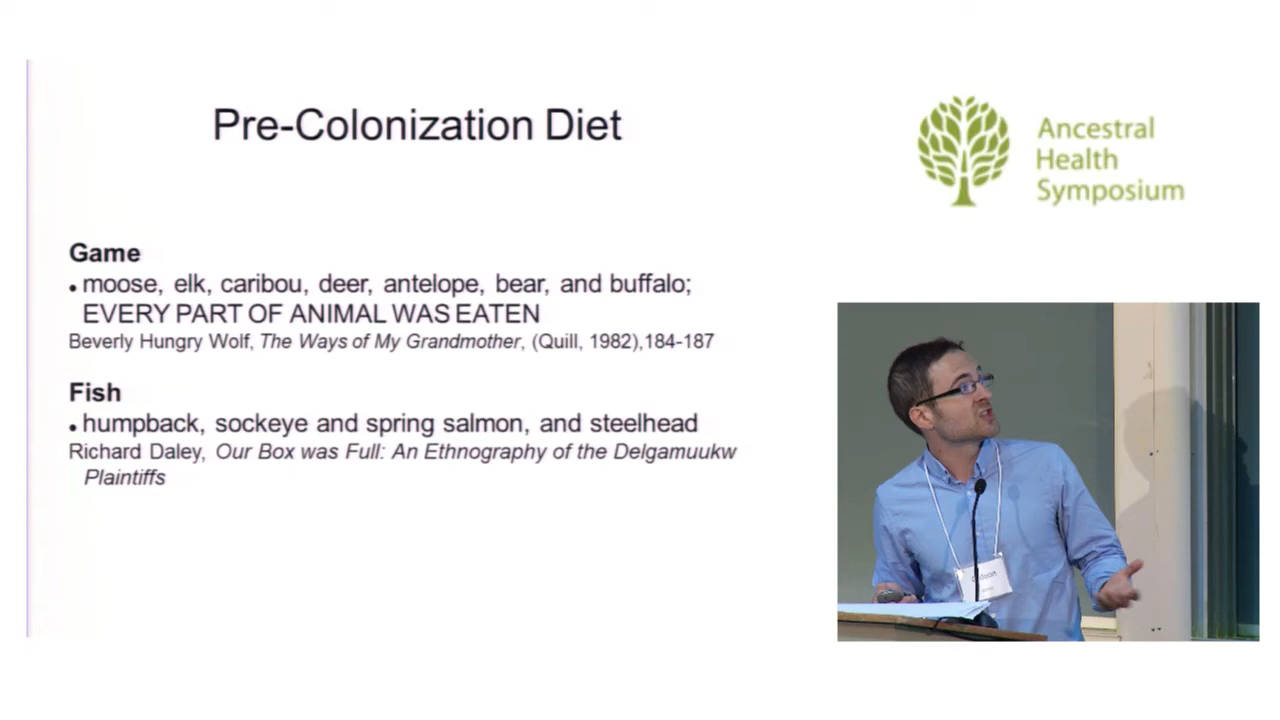 Pre-Colonization Diet
Ancestral
Health
Symposium
Game
• moose, elk, caribou, deer, antelope, bear, and buffalo;
EVERY PART OF ANIMAL WAS EATEN
Beverly Hungry Wolf, The Ways of My Grandmother, (Quill, 1982),184-187
Fish
• humpback, sockeye and spring salmon, and steelhead
Richard Daley, Our Box was Full: An Ethnography of the Delgamuukw
Plaintiffs